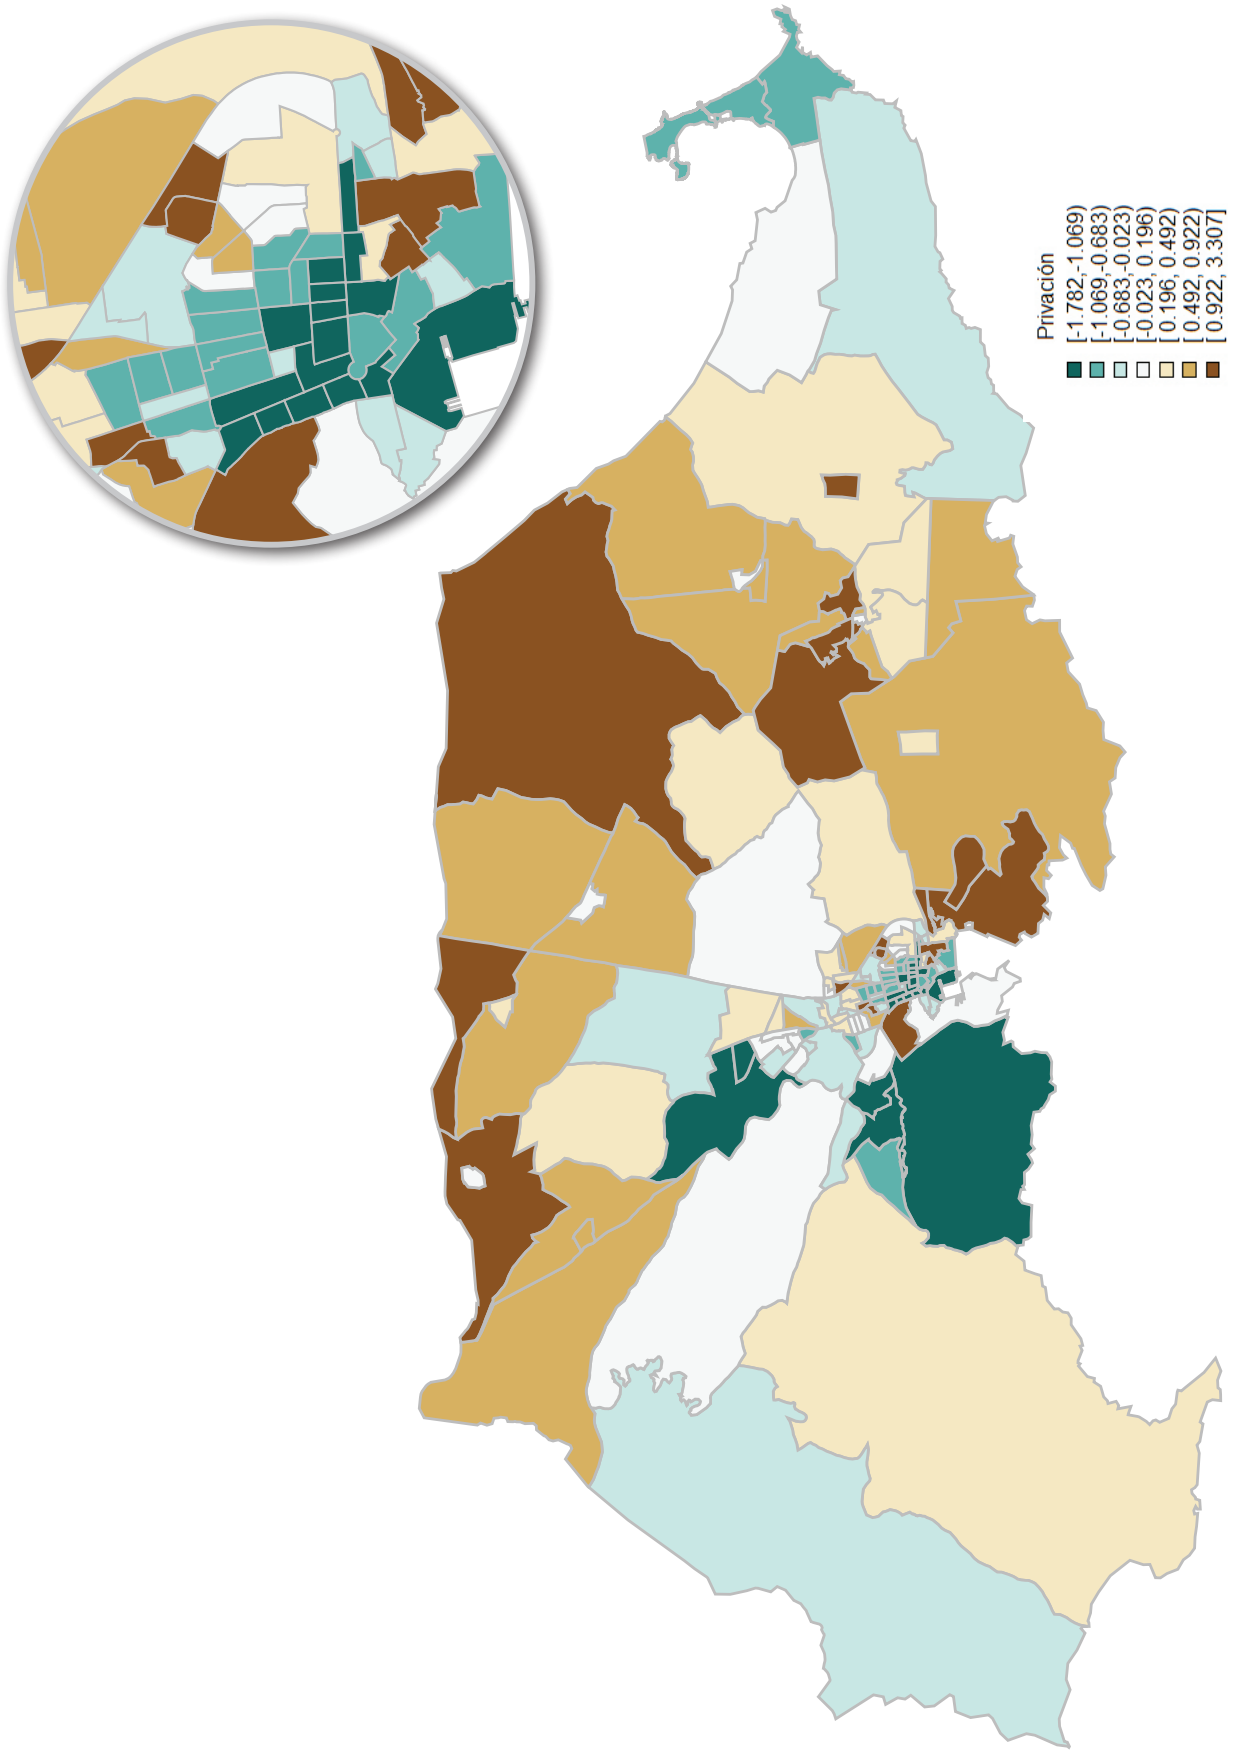 Privación
[-1.782,-1.069)
[-1.069,-0.683)
[-0.683,-0.023)
[-0.023, 0.196)
[ 0.196, 0.492)
[ 0.492, 0.922)
[ 0.922, 3.307]